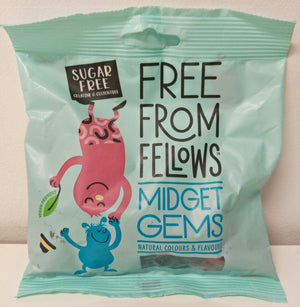 SUGAR
FREE
GELATINE & GLUTEN FREE
FREE
FROM
FELLOWS
MIDGET
GEMS
NATURAL COLOURS & FLAVOURS